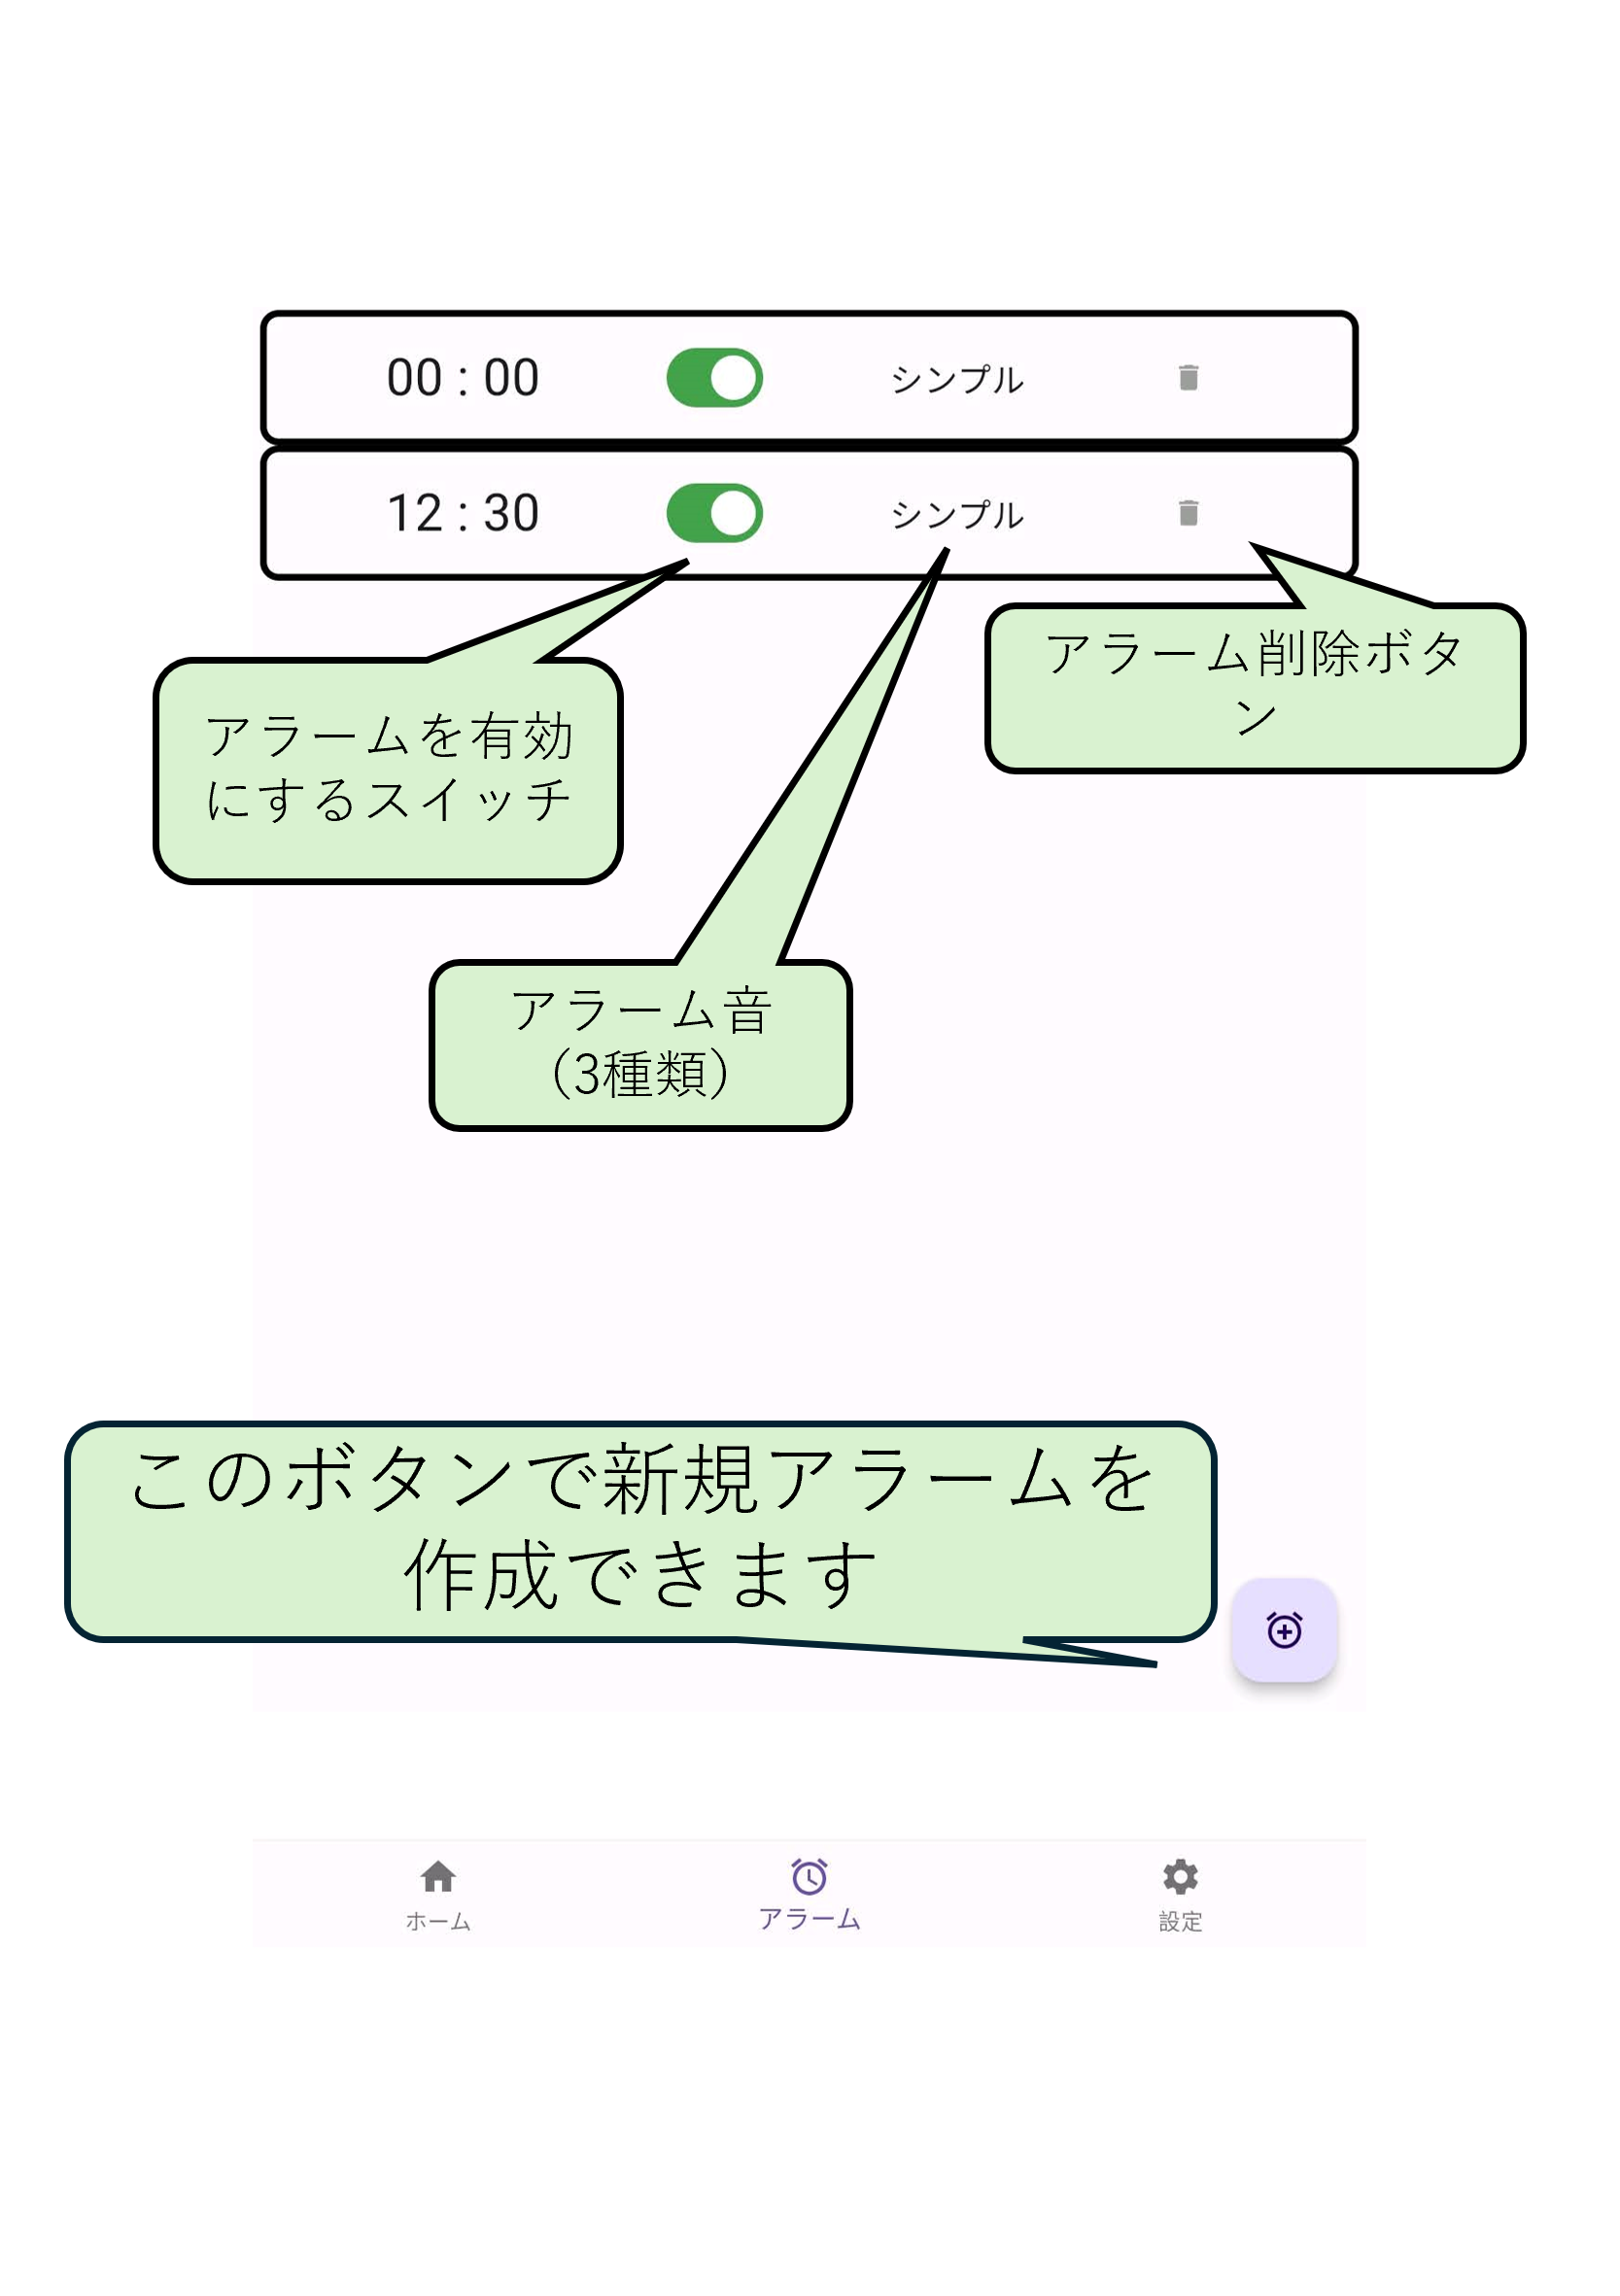 00 : 00 シンプル
12 : 30 シンプル
アラーム削除ボタ
ン
アラームを有効
にするスイッチ
アラーム音
（3種類）
このボタンで新規アラームを
作成できます
ホーム アラーム 設定